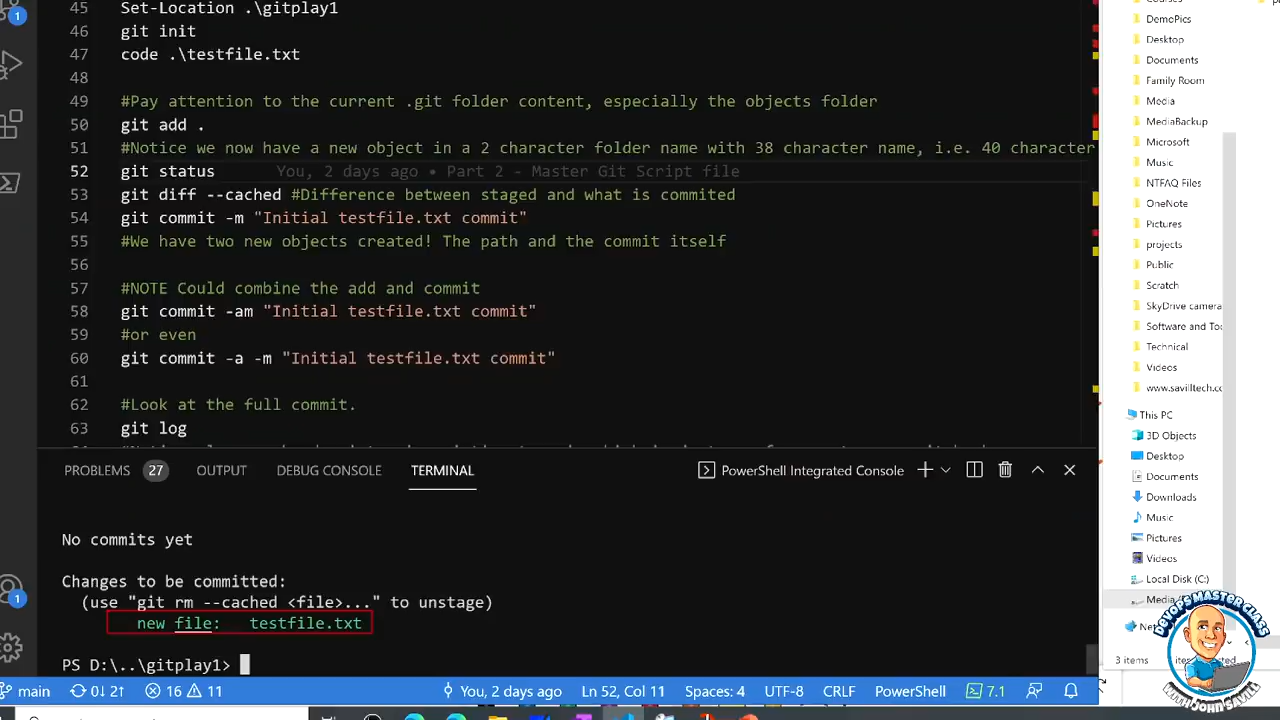 45 Set-Location .\gitplay1
46 git init
47 code .\testfile.txt
48
49 #Pay attention to the current .git folder content, especially the objects folder
50 git add .
51 #Notice we now have a new object in a 2 character folder name with 38 character name, i.e. 40 character
52 git status You, 2 days ago • Part 2 - Master Git Script file
53 git diff --cached #Difference between staged and what is commited
54 git commit -m "Initial testfile.txt commit"
55 #We have two new objects created! The path and the commit itself
56
57 #NOTE Could combine the add and commit
58 git commit -am "Initial testfile.txt commit"
59 #or even
60 git commit -a -m "Initial testfile.txt commit"
61
62 #Look at the full commit.
63 git log
1
PROBLEMS 27 OUTPUT DEBUG CONSOLE TERMINAL PowerShell Integrated Console
No commits yet
Changes to be committed:
(use "git rm --cached <file>..." to unstage)
new file: testfile.txt
PS D:\..\gitplay1>
1
main 0↓ 2↑ 16 11 You, 2 days ago Ln 52, Col 11 Spaces: 4 UTF-8 CRLF PowerShell 7.1
DemoPics
Desktop
Documents
Family Room
Media
MediaBackup
Microsoft
Music
NTFAQ Files
OneNote
Pictures
projects
Public
Scratch
SkyDrive camera
Software and Too
Technical
Videos
www.savilltech.co
This PC
3D Objects
Desktop
Documents
Downloads
Music
Pictures
Videos
Local Disk (C:)
Media
3 items
DEVOPS MASTER CLASS
WITH JOHN SAVILL